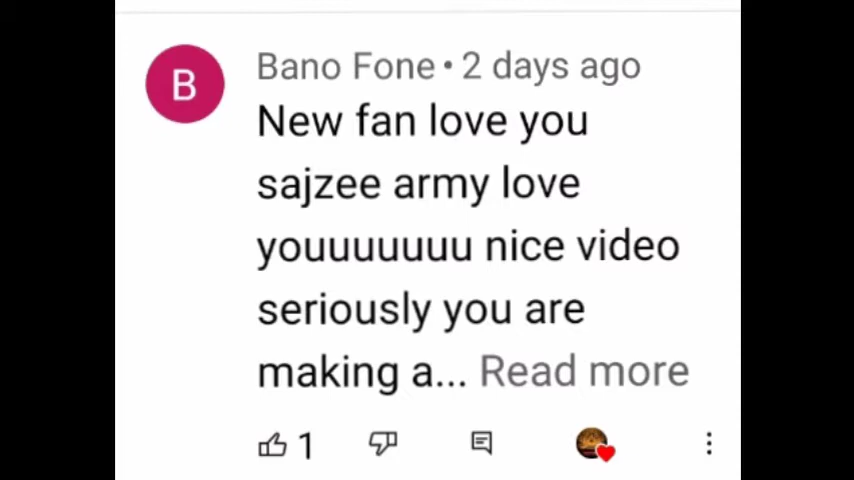 B
Bano Fone • 2 days ago
New fan love you
sajzee army love
youuuuuuu nice video
seriously you are
making a... Read more
1